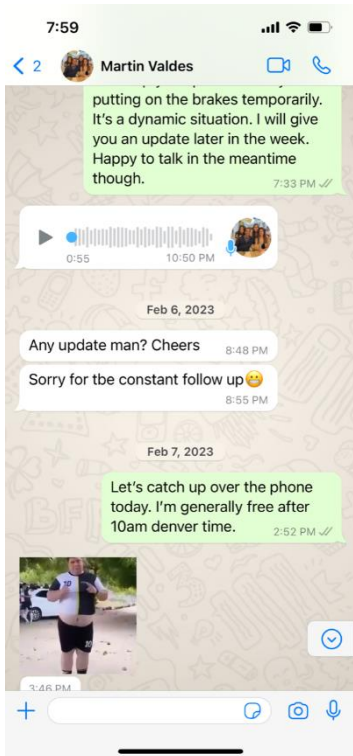 7:59
2
Martin Valdes
putting on the brakes temporarily.
It's a dynamic situation. I will give
you an update later in the week.
Happy to talk in the meantime
though.
7:33 PM
0:55
10:50 PM
Feb 6, 2023
Any update man? Cheers
8:48 PM
Sorry for tbe constant follow up😬
8:55 PM
Feb 7, 2023
Let's catch up over the phone
today. I'm generally free after
10am denver time.
2:52 PM
10
10
3:46 PM